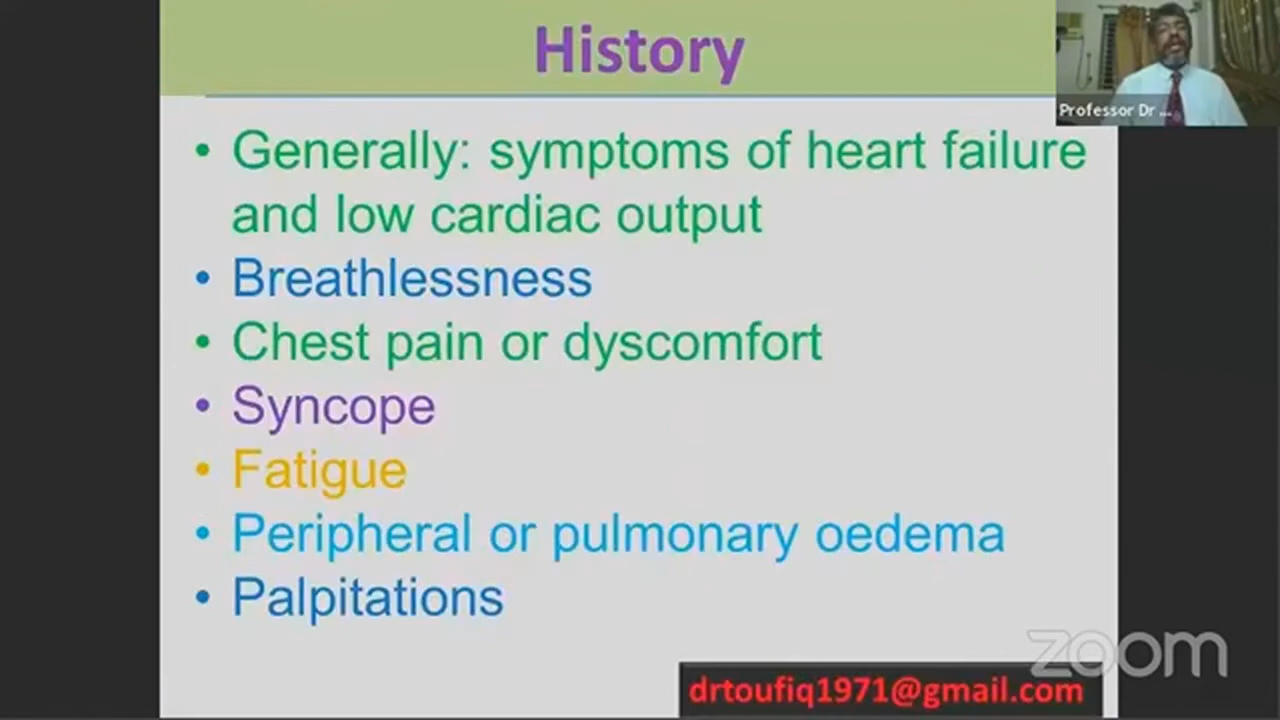 History
Professor Dr ...
• Generally: symptoms of heart failure
and low cardiac output
• Breathlessness
• Chest pain or dyscomfort
• Syncope
• Fatigue
• Peripheral or pulmonary oedema
• Palpitations
zoom
drtoufiq1971@gmail.com